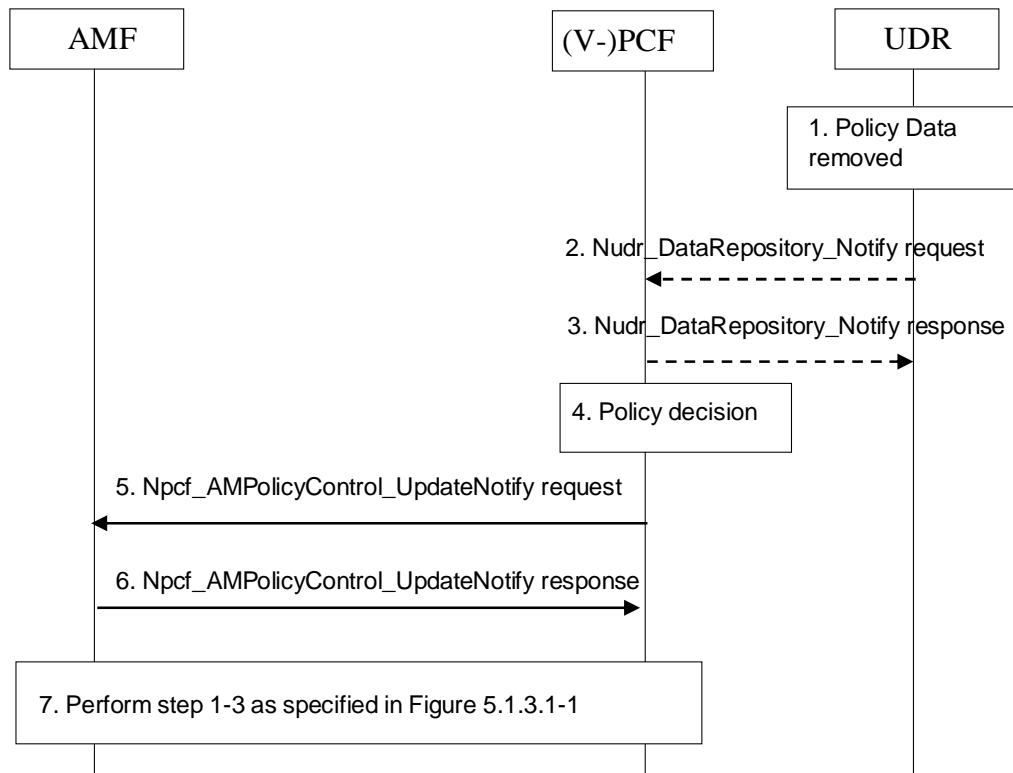 AMF
(V-)PCF
UDR
1. Policy Data
removed
2. Nudr_DataRepository_Notify request
3. Nudr_DataRepository_Notify response
4. Policy decision
5. Npcf_AMPolicyControl_UpdateNotify request
6. Npcf_AMPolicyControl_UpdateNotify response
7. Perform step 1-3 as specified in Figure 5.1.3.1-1